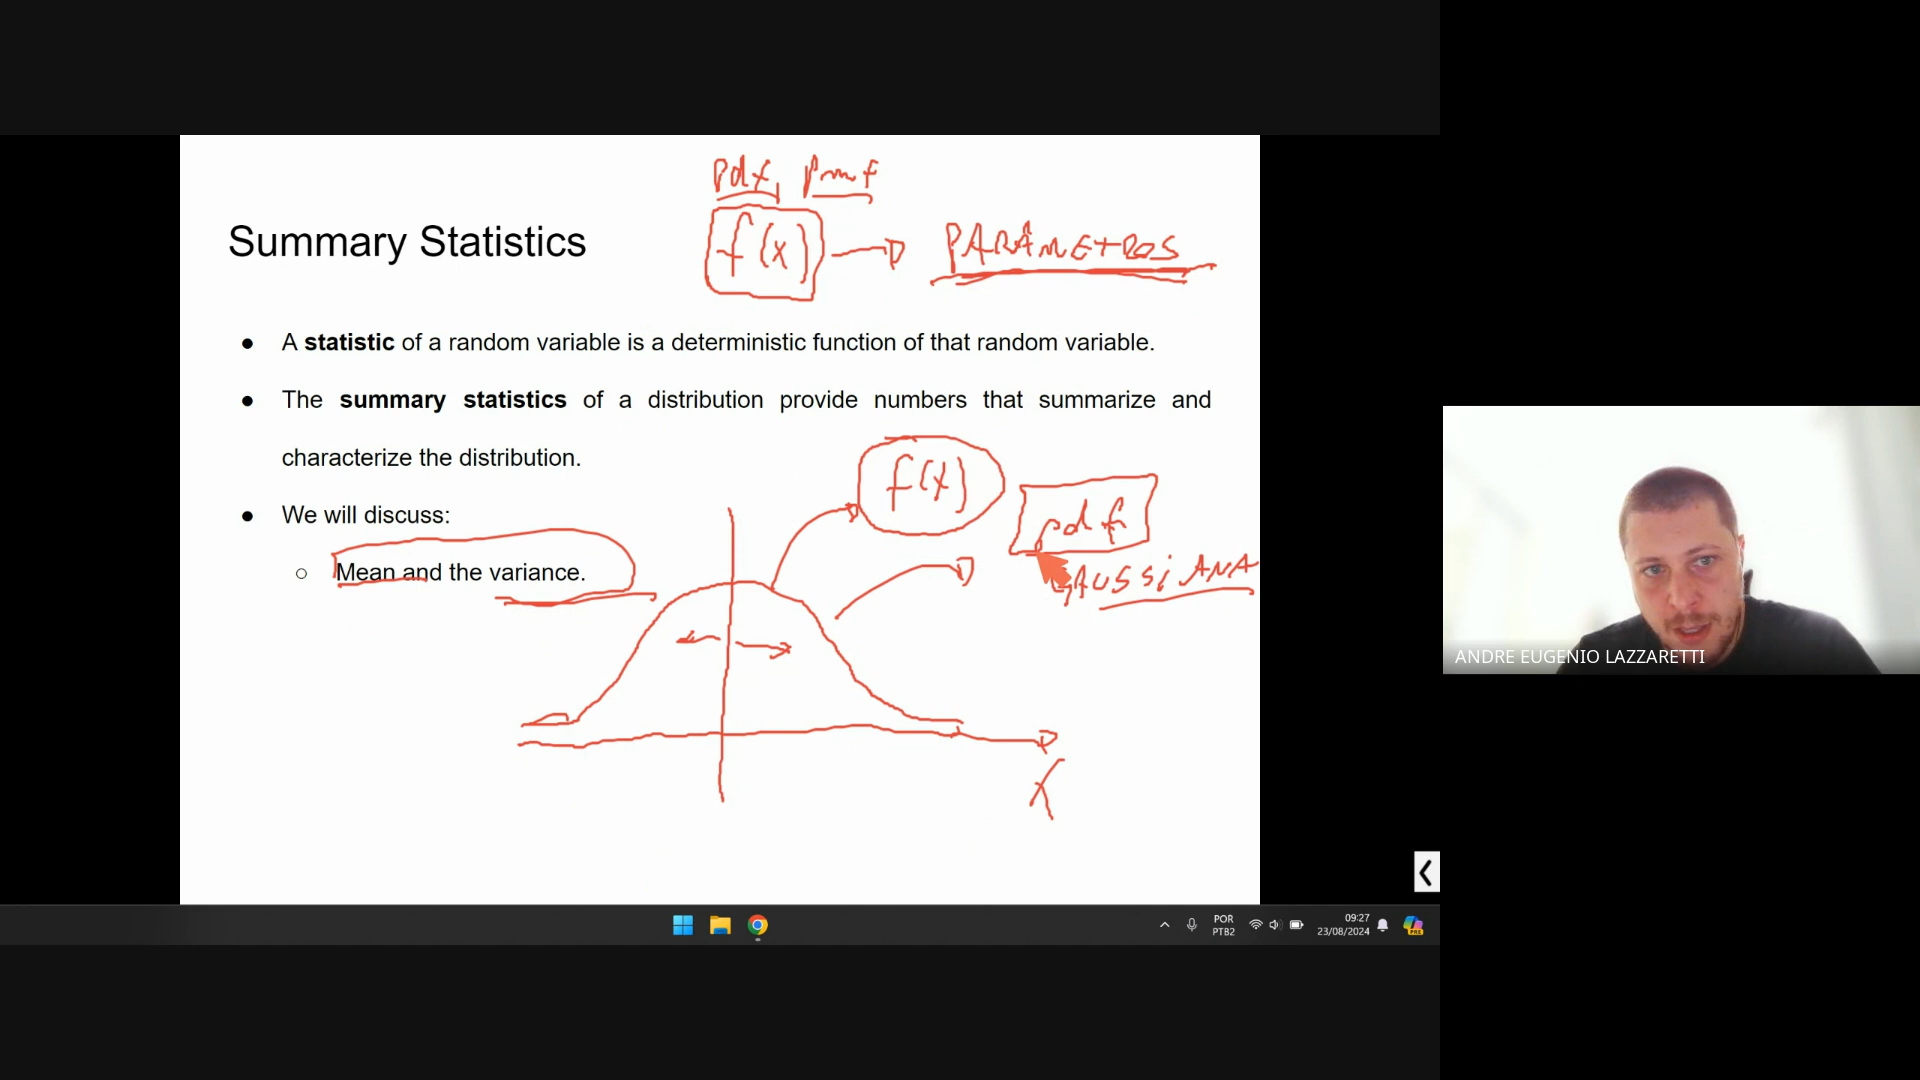 pdf, pmf
f(x) PARAMETROS
Summary Statistics
● A statistic of a random variable is a deterministic function of that random variable.
● The summary statistics of a distribution provide numbers that summarize and
characterize the distribution.
f(x)
pdf
● We will discuss:
○ Mean and the variance.
GAUSSIANA
X
ANDRE EUGENIO LAZZARETTI
POR
PTB2
09:27
23/08/2024
PRE